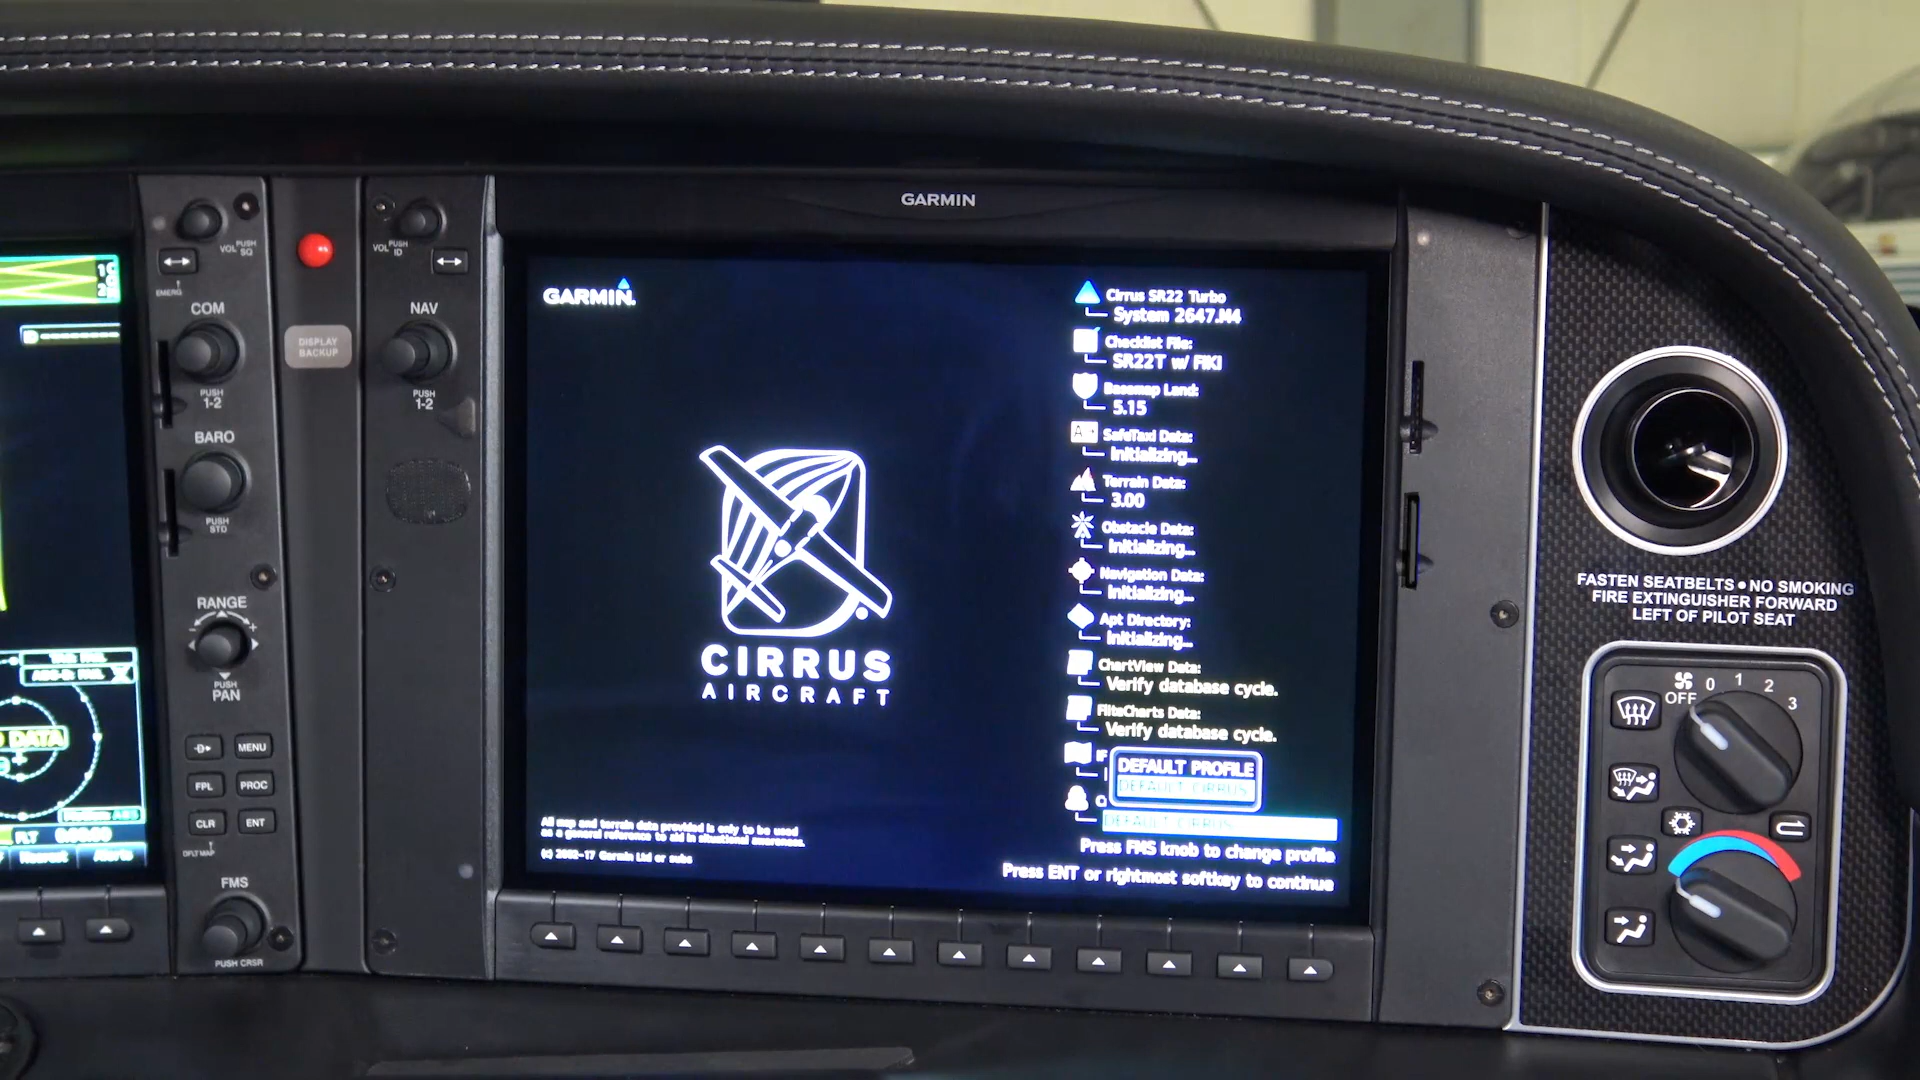 GARMIN
VOL PUSH SQ
EMERG
COM
PUSH
1-2
BARO
PUSH
STD
RANGE
PUSH
PAN
MENU
FPL
PROC
CLR
ENT
DFLT MAP
FMS
PUSH CRSR
DISPLAY
BACKUP
VOL PUSH ID
NAV
PUSH
1-2
DATA
FLT
Nearest
Alerts
GARMIN
CIRRUS
AIRCRAFT
All map and terrain data provided is only to be used
as a general reference to aid in situational awareness.
(c) 2002-17 Garmin Ltd or subs
Cirrus SR22 Turbo
System 2647.M4
Checklist File:
SR22T w/ FIKI
Basemap Land:
5.15
SafeTaxi Data:
Initializing...
Terrain Data:
3.00
Obstacle Data:
Initializing...
Navigation Data:
Initializing...
Apt Directory:
Initializing...
ChartView Data:
Verify database cycle.
FliteCharts Data:
Verify database cycle.
DEFAULT PROFILE
DEFAULT CIRRUS
DEFAULT CIRRUS
Press FMS knob to change profile
Press ENT or rightmost softkey to continue
FASTEN SEATBELTS • NO SMOKING
FIRE EXTINGUISHER FORWARD
LEFT OF PILOT SEAT
OFF 0 1 2 3